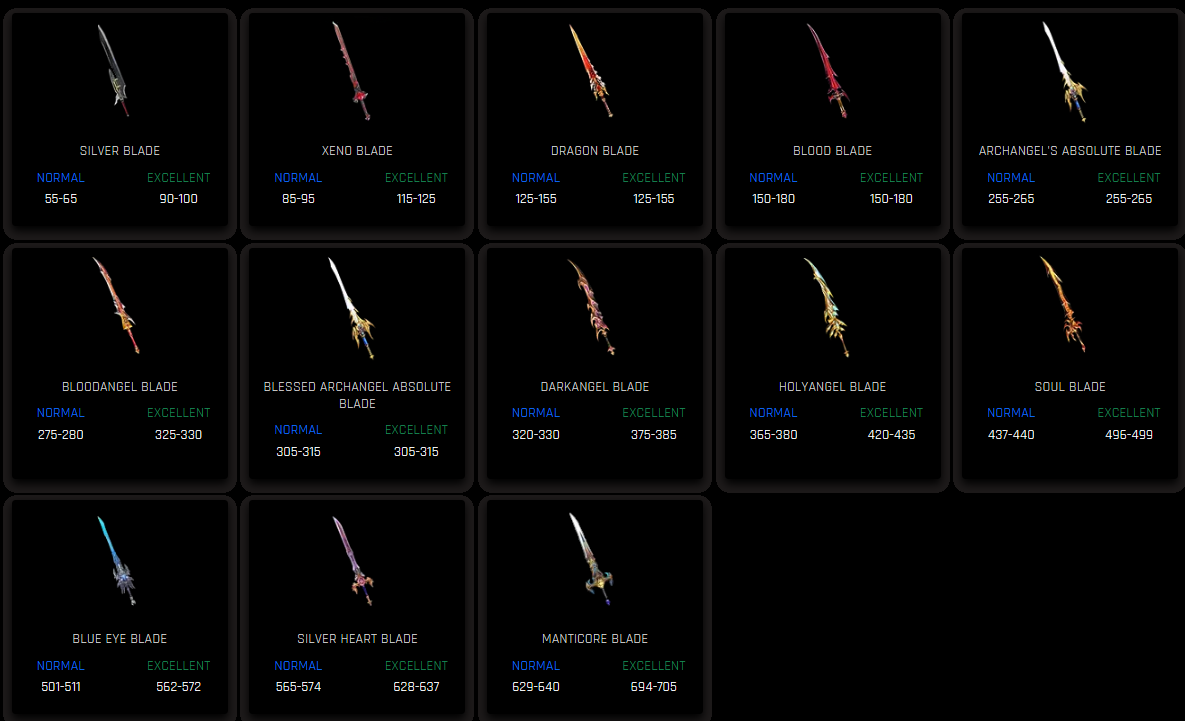 SILVER BLADE
NORMAL EXCELLENT
55-65 90-100
XENO BLADE
NORMAL EXCELLENT
85-95 115-125
DRAGON BLADE
NORMAL EXCELLENT
125-155 125-155
BLOOD BLADE
NORMAL EXCELLENT
150-180 150-180
ARCHANGEL'S ABSOLUTE BLADE
NORMAL EXCELLENT
255-265 255-265
BLOODANGEL BLADE
NORMAL EXCELLENT
275-280 325-330
BLESSED ARCHANGEL ABSOLUTE
BLADE
NORMAL EXCELLENT
305-315 305-315
DARKANGEL BLADE
NORMAL EXCELLENT
320-330 375-385
HOLYANGEL BLADE
NORMAL EXCELLENT
365-380 420-435
SOUL BLADE
NORMAL EXCELLENT
437-440 496-499
BLUE EYE BLADE
NORMAL EXCELLENT
501-511 562-572
SILVER HEART BLADE
NORMAL EXCELLENT
565-574 628-637
MANTICORE BLADE
NORMAL EXCELLENT
629-640 694-705